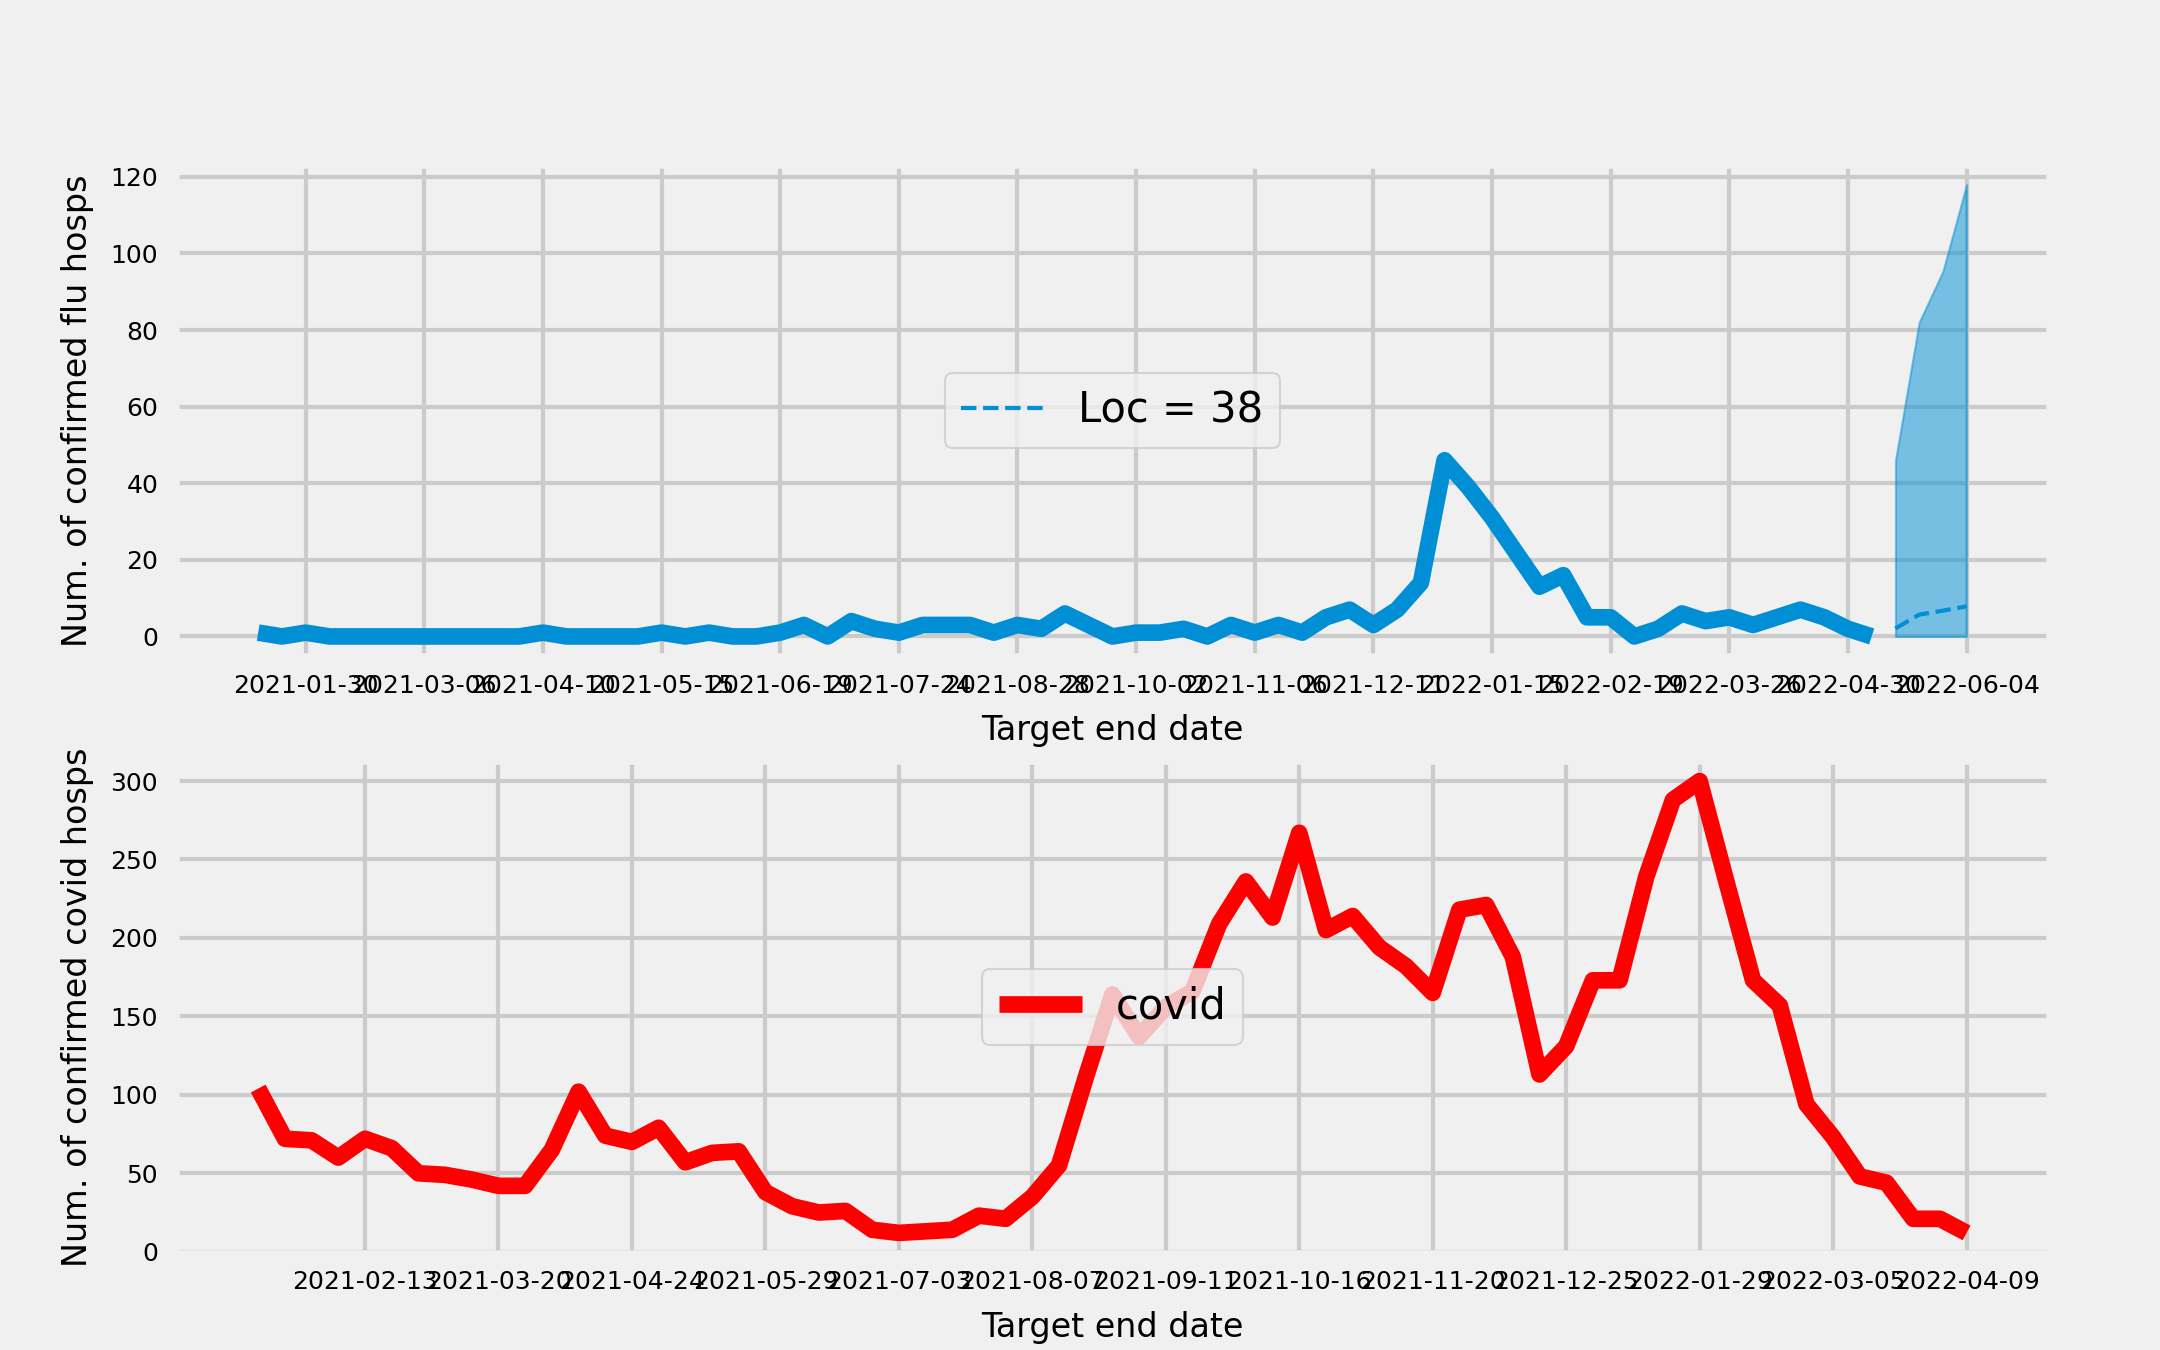 Num. of confirmed flu hosps
120
100
80
60
40
20
0
Loc = 38
2021-01-30 2021-03-06 2021-04-10 2021-05-15 2021-06-19 2021-07-24 2021-08-28 2021-10-02 2021-11-06 2021-12-11 2022-01-15 2022-02-19 2022-03-26 2022-04-30 2022-06-04
Target end date
Num. of confirmed covid hosps
300
250
200
150
100
50
0
covid
2021-02-13 2021-03-20 2021-04-24 2021-05-29 2021-07-03 2021-08-07 2021-09-11 2021-10-16 2021-11-20 2021-12-25 2022-01-29 2022-03-05 2022-04-09
Target end date